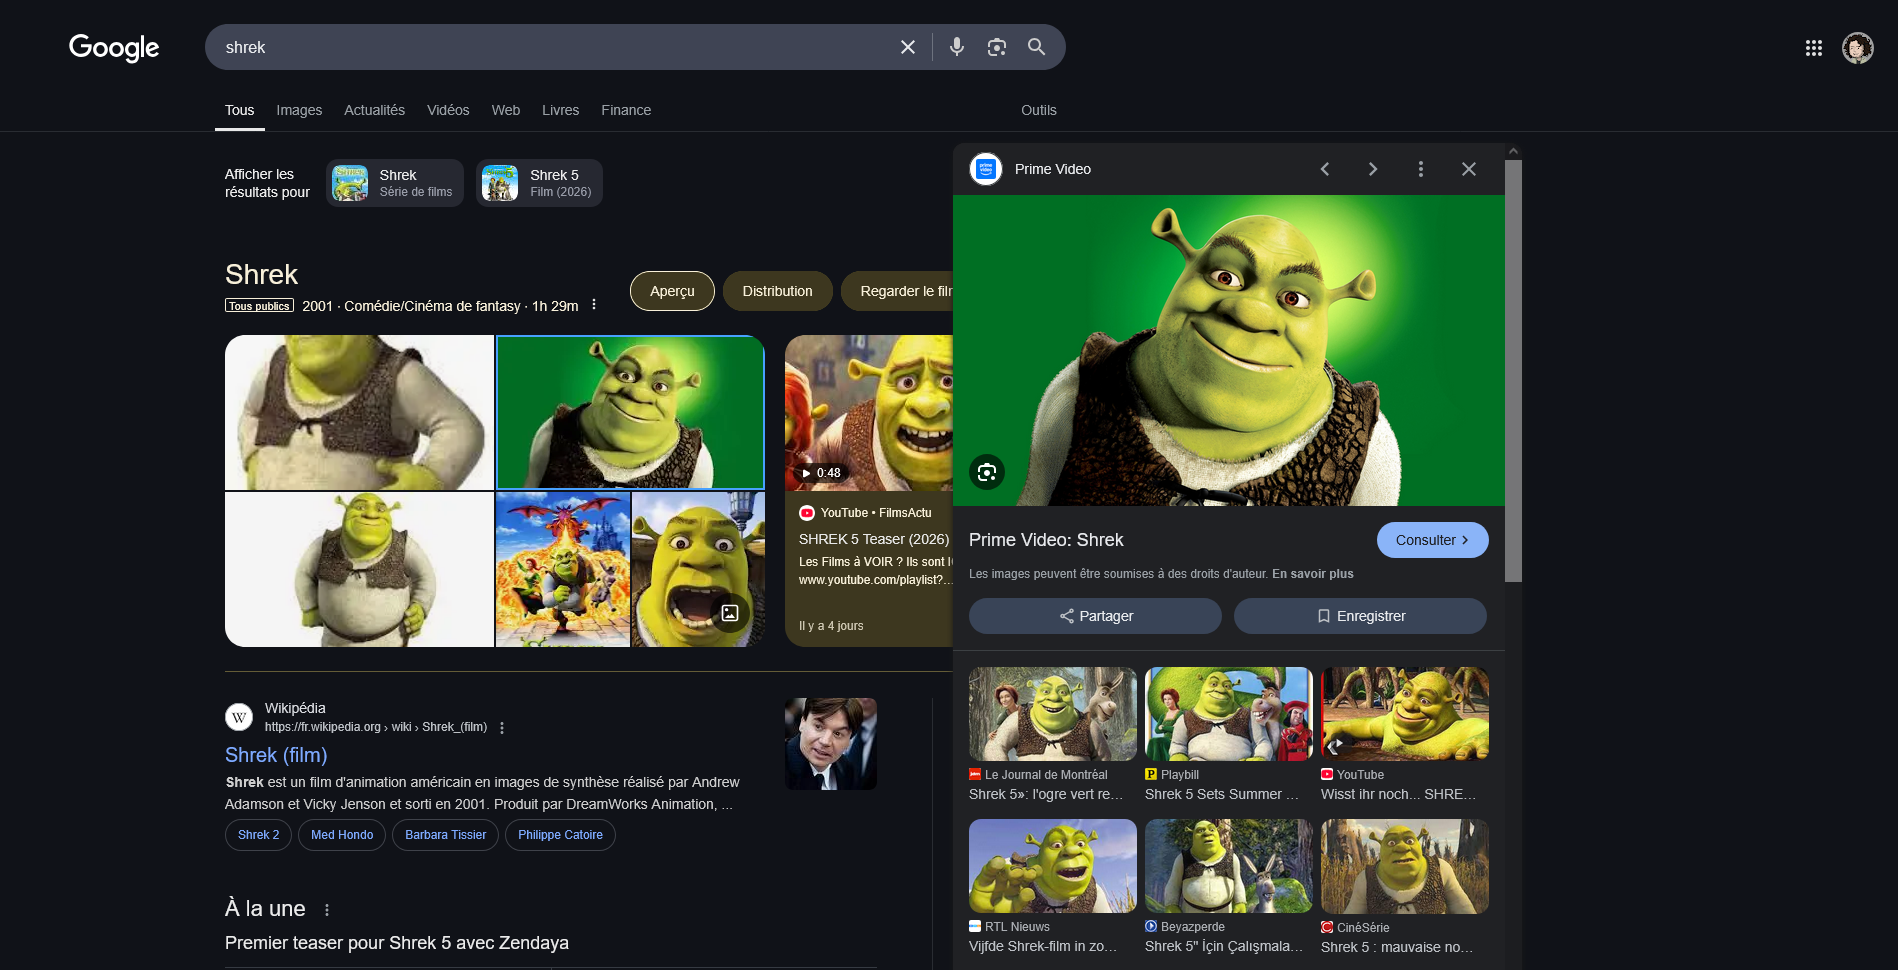 Google
shrek
Tous
Images
Actualités
Vidéos
Web
Livres
Finance
Outils
Afficher les
résultats pour
Shrek
Série de films
Shrek 5
Film (2026)
Shrek
Tous publics 2001 · Comédie/Cinéma de fantasy · 1h 29m
Aperçu
Distribution
Regarder le fil
0:48
YouTube • FilmsActu
SHREK 5 Teaser (2026)
Les Films à VOIR ? Ils sont
www.youtube.com/playlist?...
Il y a 4 jours
Wikipédia
https://fr.wikipedia.org › wiki › Shrek_(film)
Shrek (film)
Shrek est un film d'animation américain en images de synthèse réalisé par Andrew
Adamson et Vicky Jenson et sorti en 2001. Produit par DreamWorks Animation, ...
Shrek 2
Med Hondo
Barbara Tissier
Philippe Catoire
À la une
Premier teaser pour Shrek 5 avec Zendaya
prime
video
Prime Video
Prime Video: Shrek
Consulter
Les images peuvent être soumises à des droits d'auteur. En savoir plus
Partager
Enregistrer
Le Journal de Montréal
Shrek 5»: l'ogre vert re...
Playbill
Shrek 5 Sets Summer ...
YouTube
Wisst ihr noch... SHRE...
RTL Nieuws
Vijfde Shrek-film in zo...
Beyazperde
Shrek 5" İçin Çalışmala...
CinéSérie
Shrek 5 : mauvaise no...